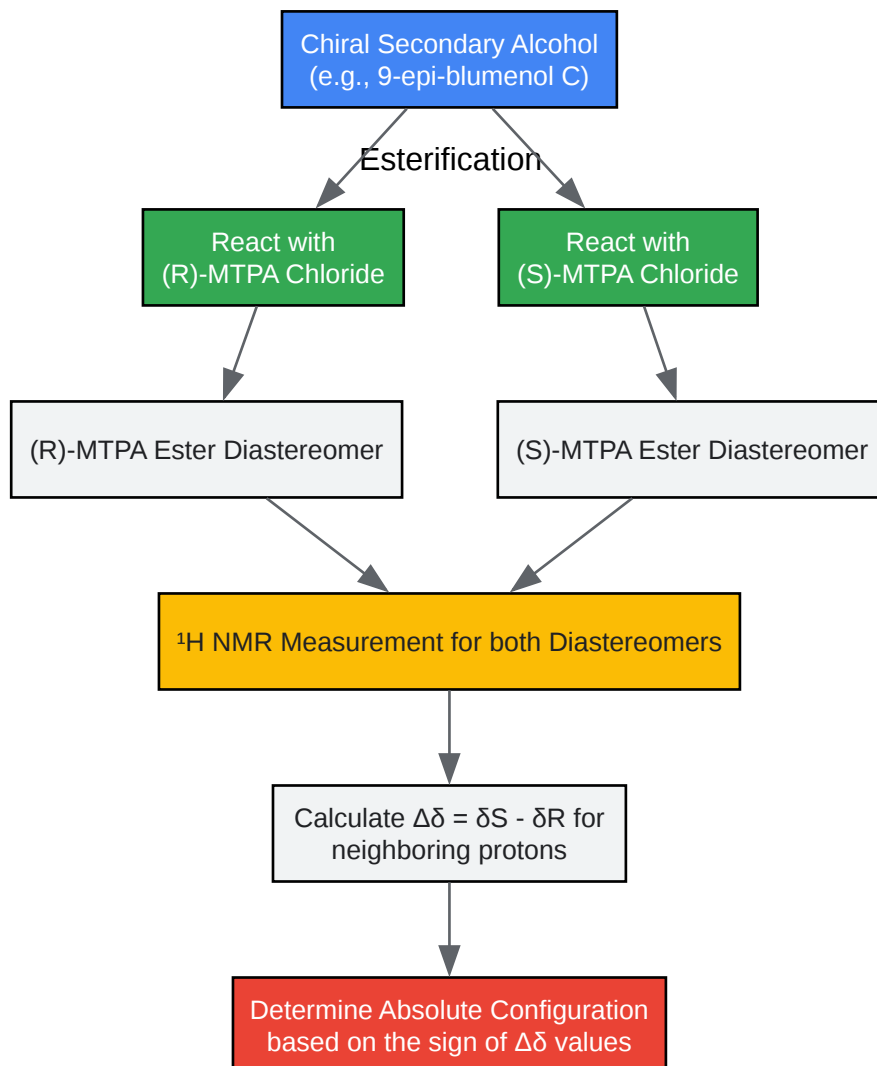 Chiral Secondary Alcohol
(e.g., 9-epi-blumenol C)
Esterification
React with
(R)-MTPA Chloride
React with
(S)-MTPA Chloride
(R)-MTPA Ester Diastereomer
(S)-MTPA Ester Diastereomer
¹H NMR Measurement for both Diastereomers
Calculate Δδ = δS - δR for
neighboring protons
Determine Absolute Configuration
based on the sign of Δδ values